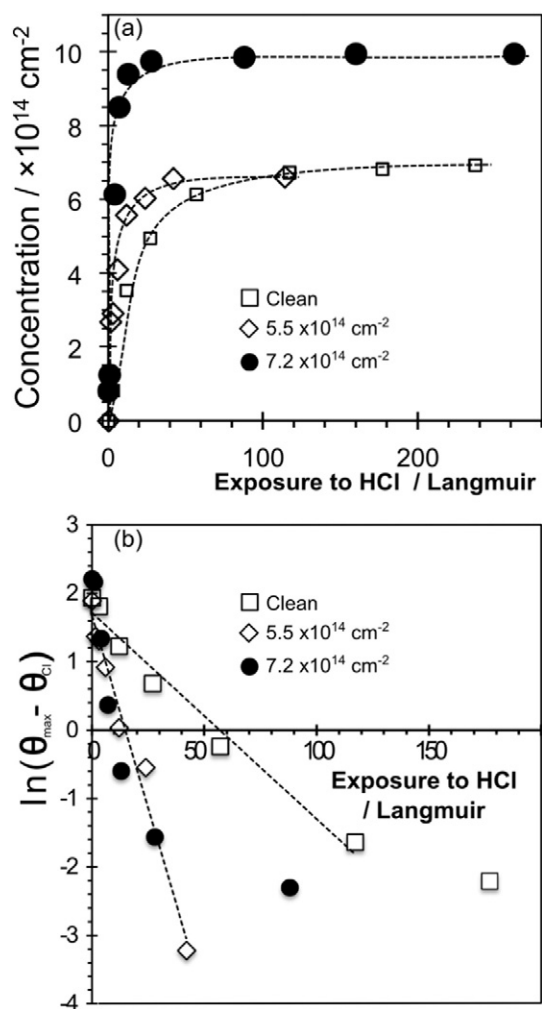 (a)
Concentration / ×10¹⁴ cm⁻²
12
10
8
6
4
2
0
□ Clean
◇ 5.5 x10¹⁴ cm⁻²
● 7.2 x10¹⁴ cm⁻²
0 100 200
Exposure to HCl / Langmuir
(b)
ln(θmax - θCl)
3
2
1
0
-1
-2
-3
-4
□ Clean
◇ 5.5 x10¹⁴ cm⁻²
● 7.2 x10¹⁴ cm⁻²
0 50 100 150
Exposure to HCl
/ Langmuir